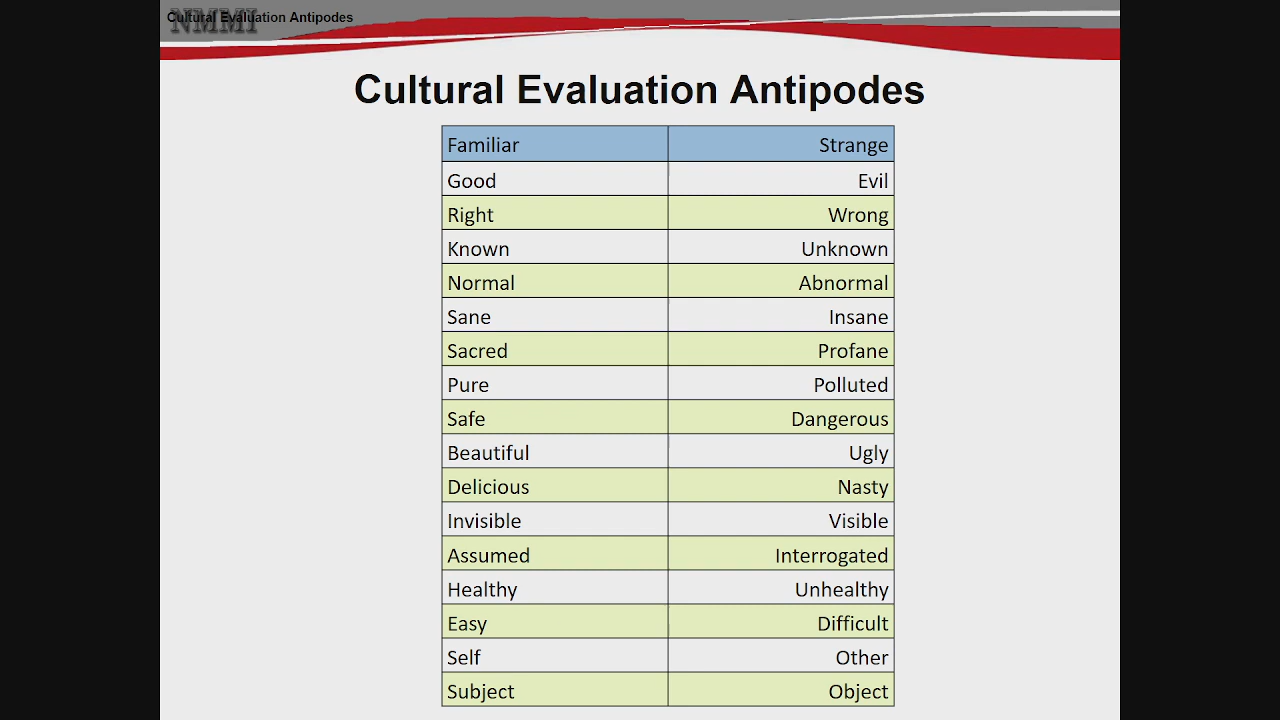 Cultural Evaluation Antipodes
NMMI
Cultural Evaluation Antipodes
Familiar Strange
Good Evil
Right Wrong
Known Unknown
Normal Abnormal
Sane Insane
Sacred Profane
Pure Polluted
Safe Dangerous
Beautiful Ugly
Delicious Nasty
Invisible Visible
Assumed Interrogated
Healthy Unhealthy
Easy Difficult
Self Other
Subject Object